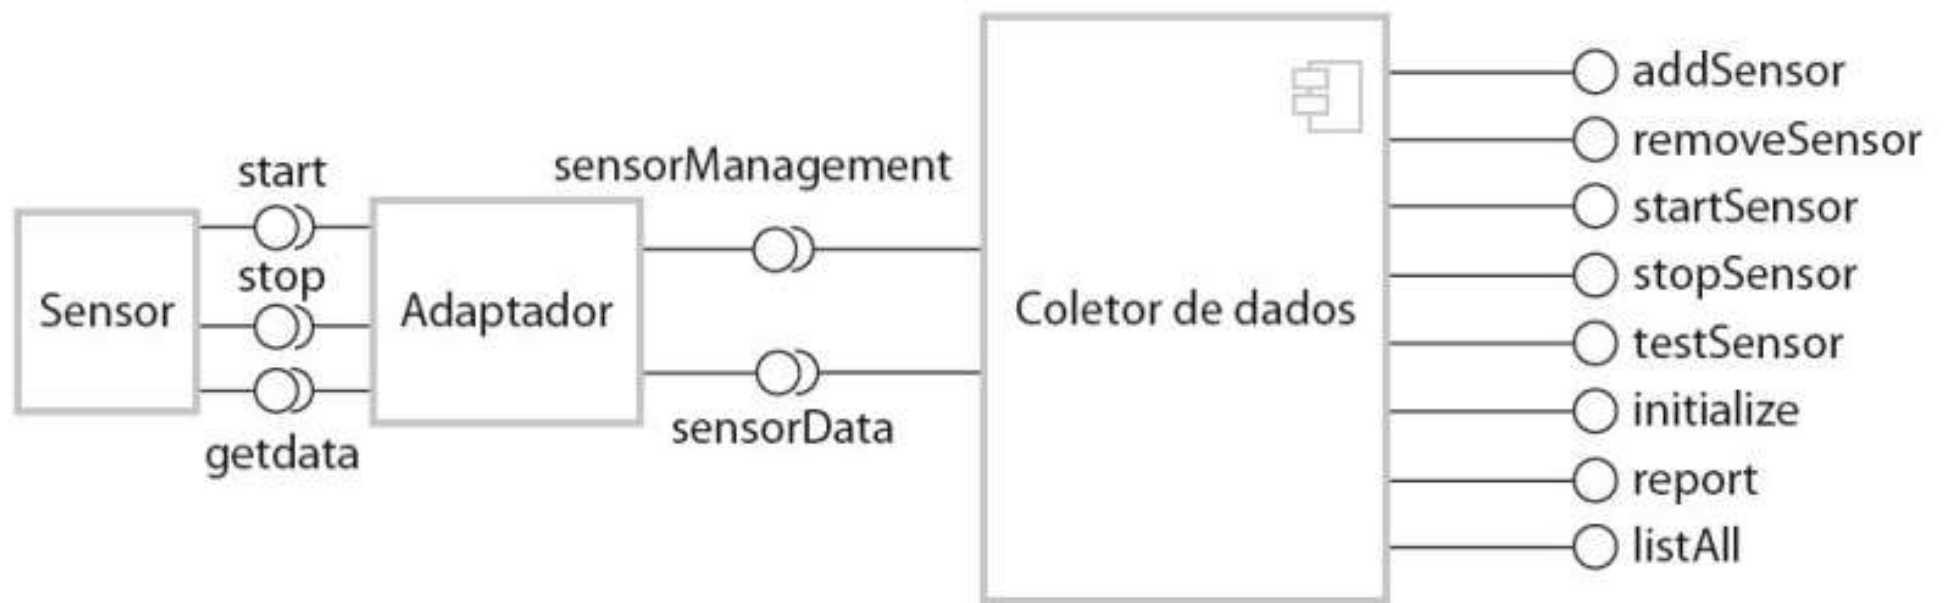 start
stop
getdata
Sensor
Adaptador
sensorManagement
sensorData
Coletor de dados
addSensor
removeSensor
startSensor
stopSensor
testSensor
initialize
report
listAll